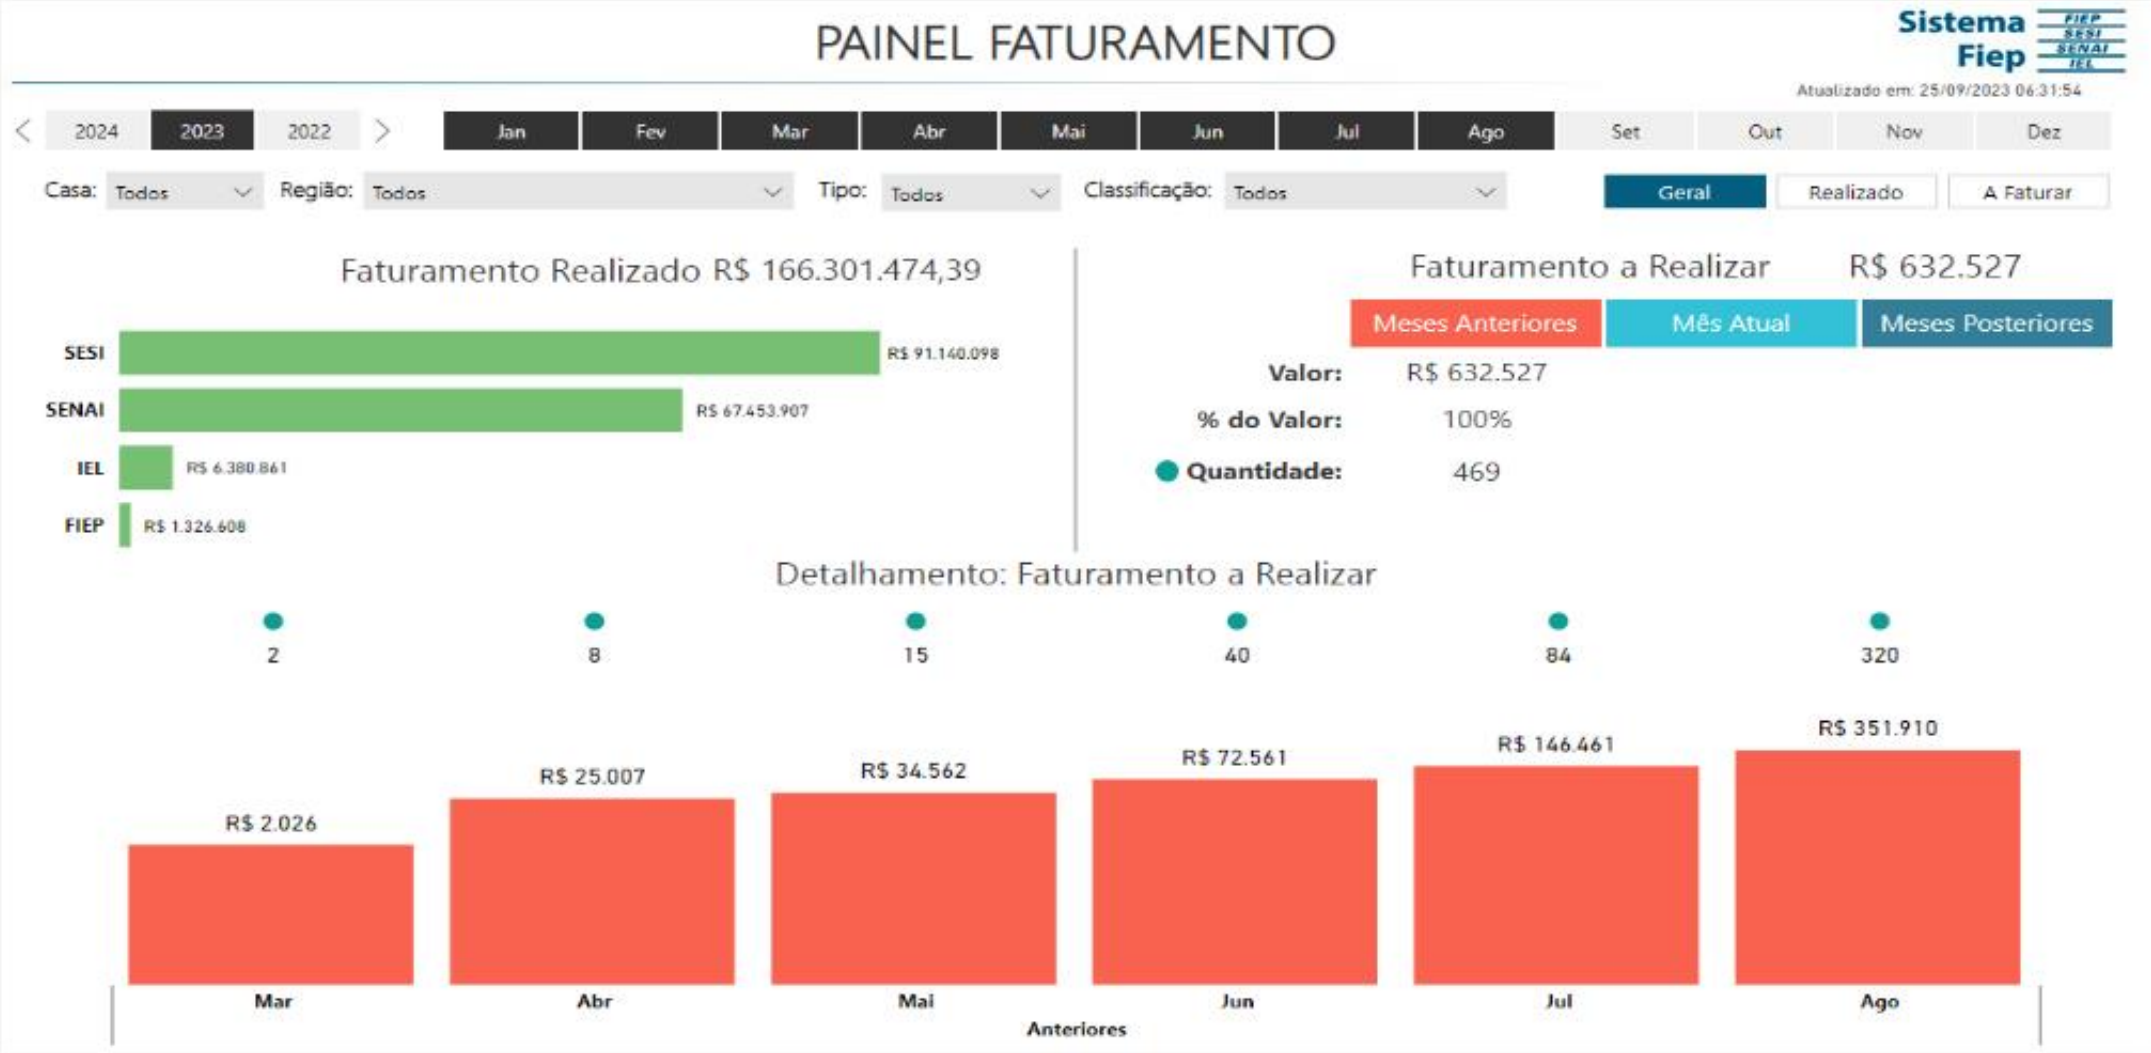 PAINEL FATURAMENTO
Sistema
Fiep
FIEP
SESI
SENAI
IEL
Atualizado em: 25/09/2023 06:31:54
2024 2023 2022 Jan Fev Mar Abr Mai Jun Jul Ago Set Out Nov Dez
Casa: Todos Região: Todos Tipo: Todos Classificação: Todos Geral Realizado A Faturar
Faturamento Realizado R$ 166.301.474,39
SESI R$ 91.140.098
SENAI R$ 67.453.907
IEL R$ 6.380.861
FIEP R$ 1.326.608
Faturamento a Realizar R$ 632.527
Meses Anteriores Mês Atual Meses Posteriores
Valor: R$ 632.527
% do Valor: 100%
Quantidade: 469
Detalhamento: Faturamento a Realizar
2 8 15 40 84 320
R$ 2.026 R$ 25.007 R$ 34.562 R$ 72.561 R$ 146.461 R$ 351.910
Mar Abr Mai Jun Jul Ago
Anteriores